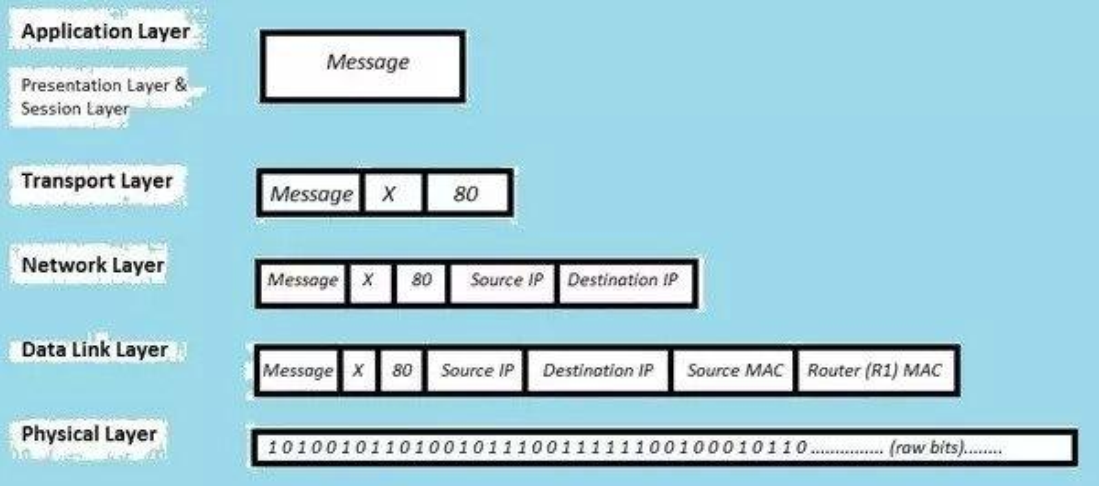 Application Layer
Message
Presentation Layer &
Session Layer
Transport Layer
Message X 80
Network Layer
Message X 80 Source IP Destination IP
Data Link Layer
Message X 80 Source IP Destination IP Source MAC Router (R1) MAC
Physical Layer
1 0 1 0 0 1 0 1 1 0 1 0 0 1 0 1 1 1 0 0 1 1 1 1 1 1 0 0 1 0 0 0 1 0 1 1 0 ............... (raw bits)........